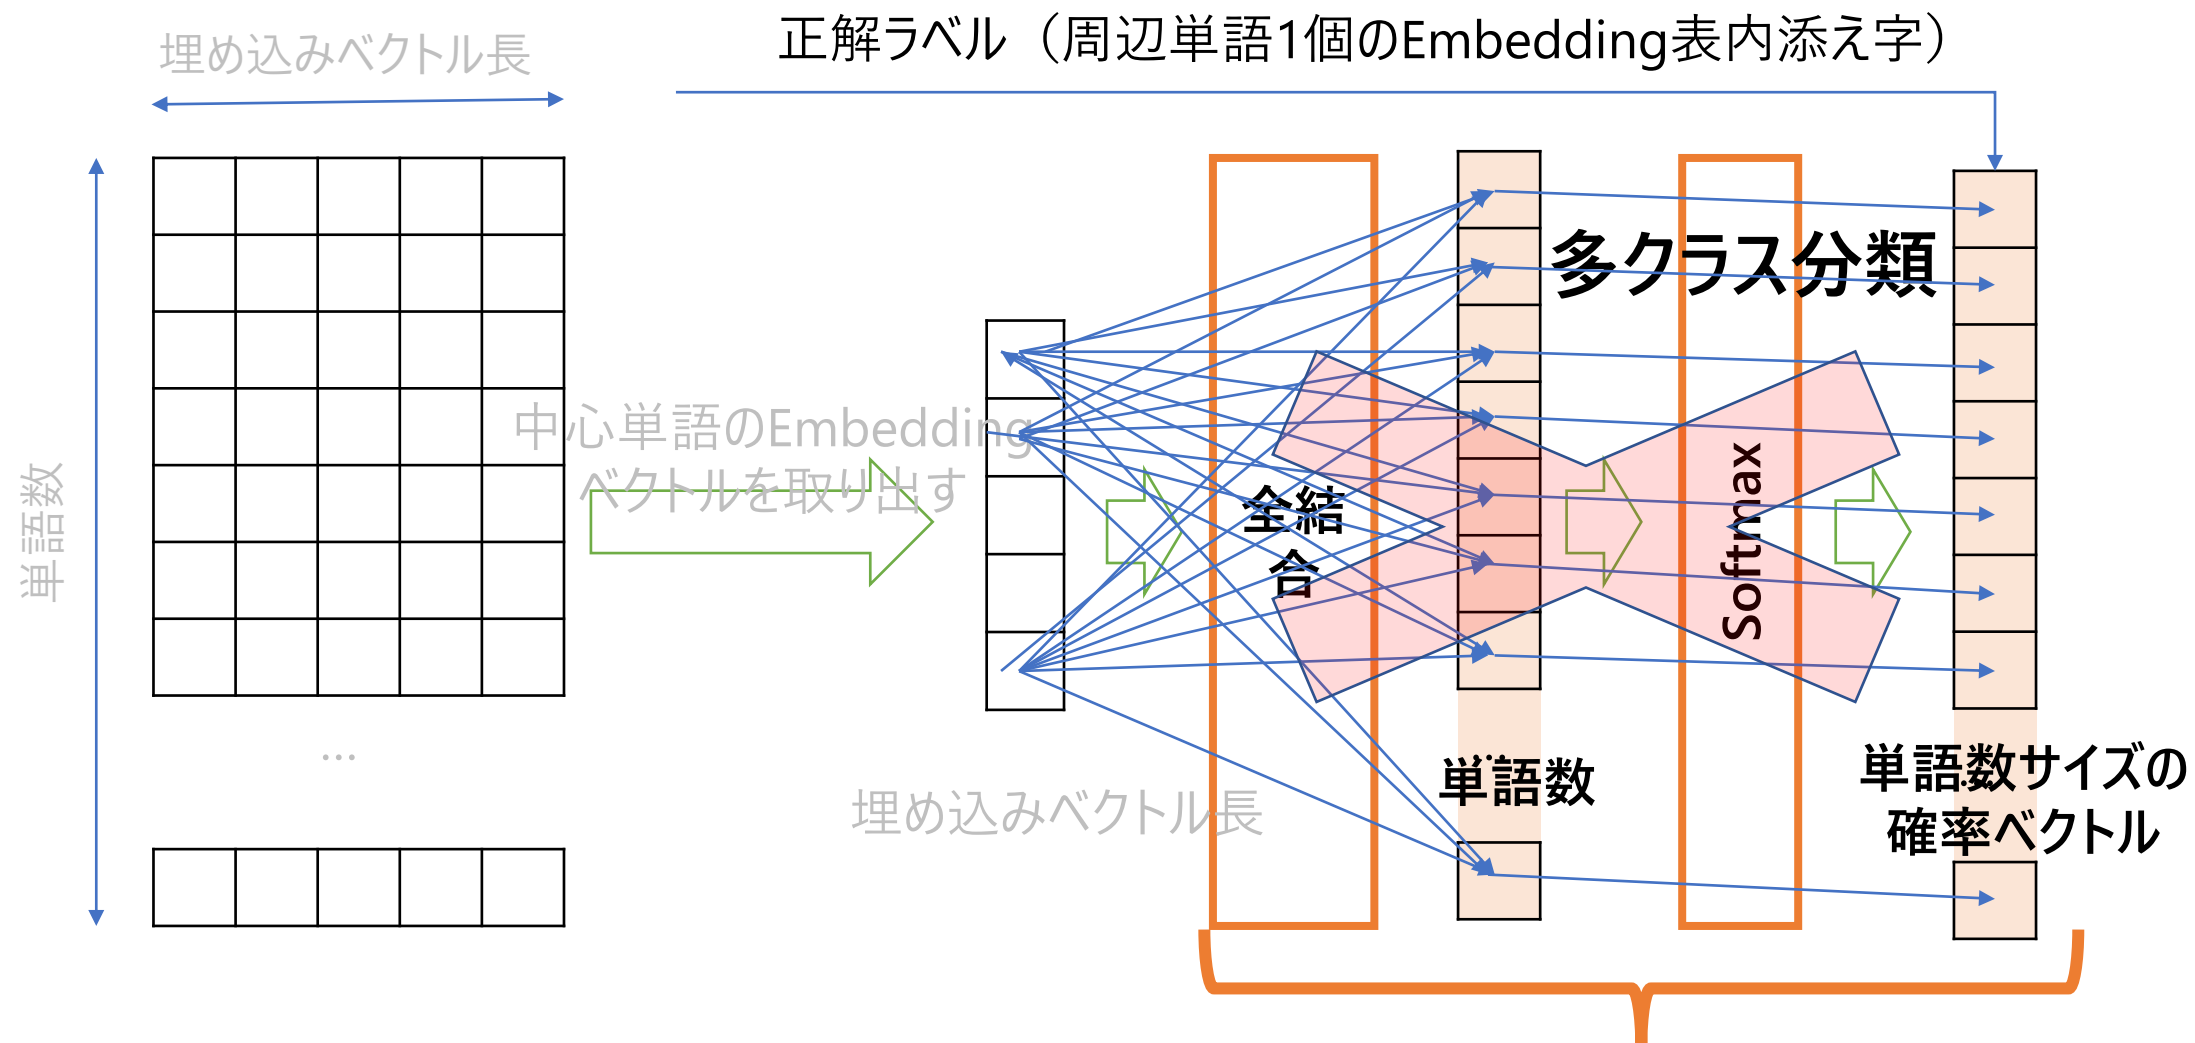 正解ラベル（周辺単語1個のEmbedding表内添え字）
埋め込みベクトル長
単語数
…
中心単語のEmbedding
ベクトルを取り出す
埋め込みベクトル長
全結
合
多クラス分類
Softmax
…
単語数
…
単語数サイズの
確率ベクトル